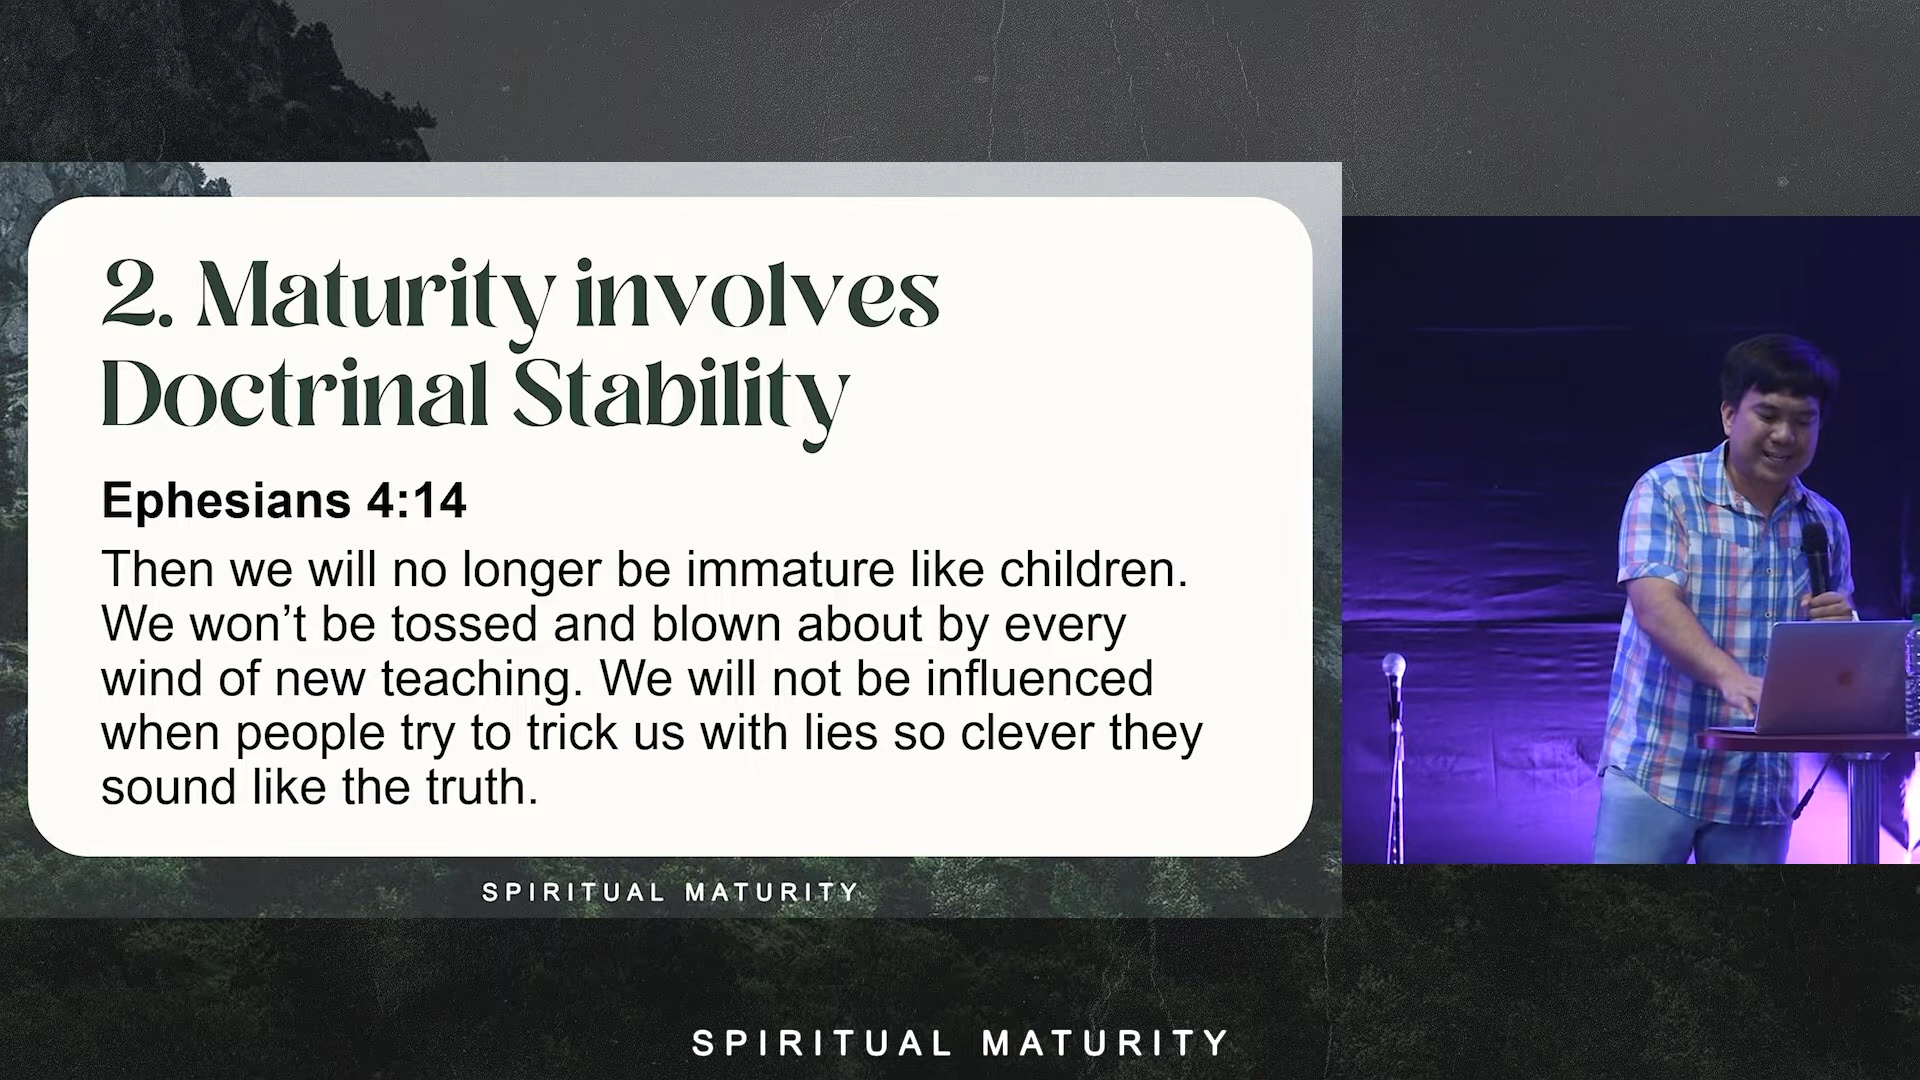 2. Maturity involves
Doctrinal Stability
Ephesians 4:14
Then we will no longer be immature like children.
We won’t be tossed and blown about by every
wind of new teaching. We will not be influenced
when people try to trick us with lies so clever they
sound like the truth.
SPIRITUAL MATURITY
SPIRITUAL MATURITY